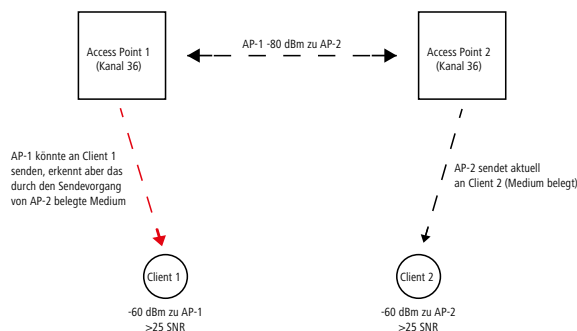 Access Point 1
(Kanal 36)
AP-1 -80 dBm zu AP-2
Access Point 2
(Kanal 36)
AP-1 könnte an Client 1
senden, erkennt aber das
durch den Sendevorgang
von AP-2 belegte Medium
AP-2 sendet aktuell
an Client 2 (Medium belegt)
Client 1
Client 2
-60 dBm zu AP-1
>25 SNR
-60 dBm zu AP-2
>25 SNR